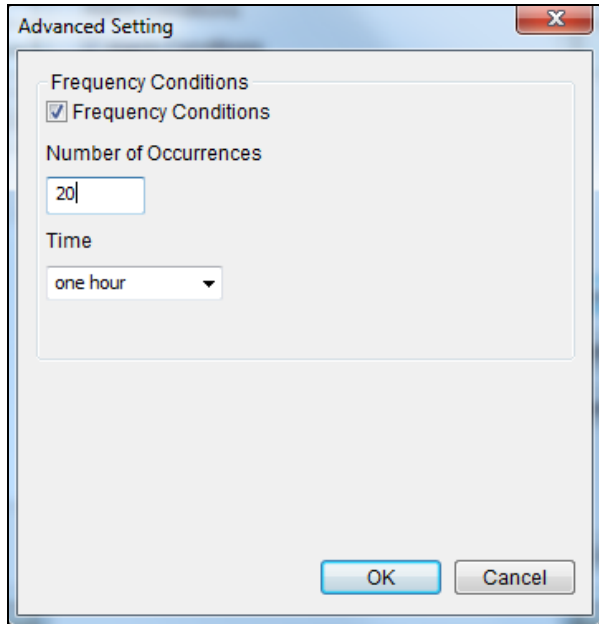 Advanced Setting
Frequency Conditions
Frequency Conditions
Number of Occurrences
20
Time
one hour
OK Cancel